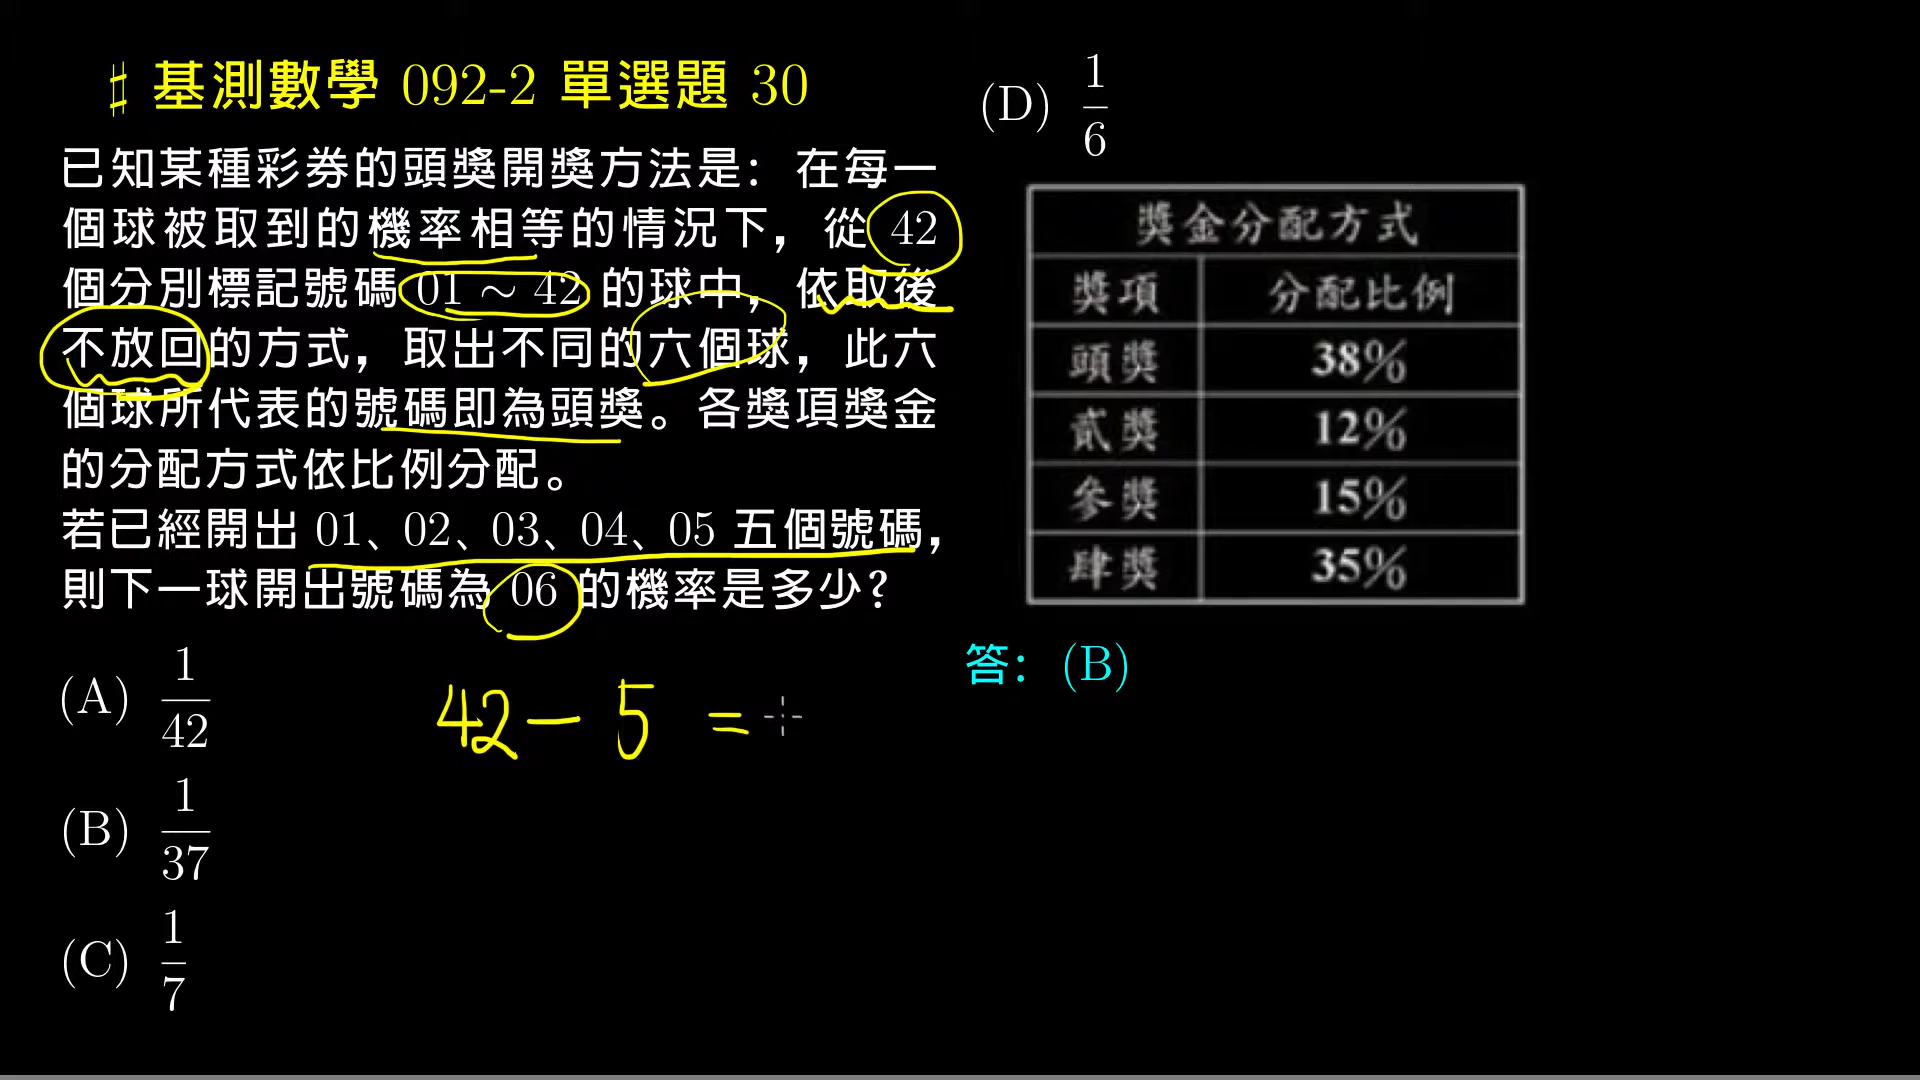 ♯ 基測數學 092-2 單選題 30
已知某種彩券的頭獎開獎方法是：在每一
個球被取到的機率相等的情況下，從 42
個分別標記號碼 01 ~ 42 的球中，依取後
不放回的方式，取出不同的六個球，此六
個球所代表的號碼即為頭獎。各獎項獎金
的分配方式依比例分配。
若已經開出 01、02、03、04、05 五個號碼，
則下一球開出號碼為 06 的機率是多少？
(A) 1/42
(B) 1/37
(C) 1/7
42 − 5 =
(D) 1/6
獎金分配方式
獎項 分配比例
頭獎 38%
貳獎 12%
參獎 15%
肆獎 35%
答：(B)